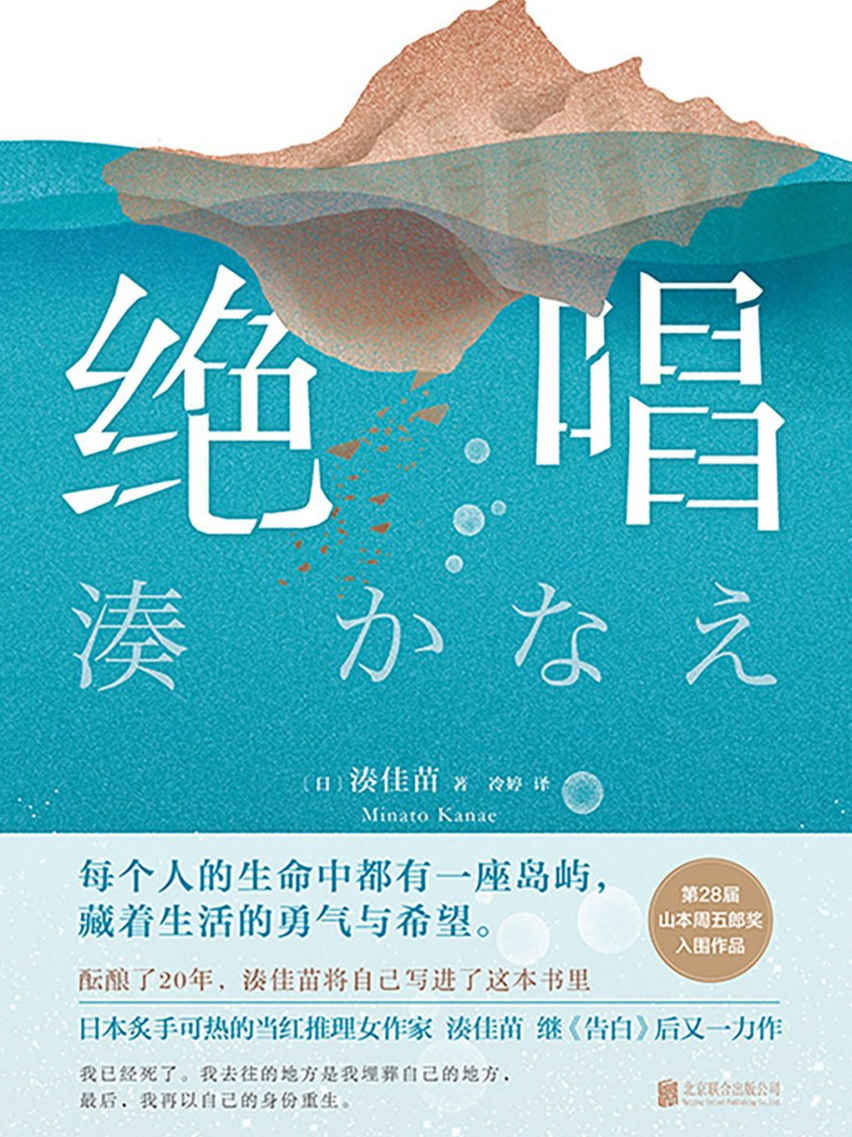 绝唱
湊かなえ
〔日〕湊佳苗 著 冷婷 译
Minato Kanae
每个人的生命中都有一座岛屿，
藏着生活的勇气与希望。
第28届
山本周五郎奖
入围作品
酝酿了20年，湊佳苗将自己写进了这本书里
日本炙手可热的当红推理女作家 湊佳苗 继《告白》后又一力作
我已经死了。我去往的地方是我埋葬自己的地方，
最后，我再以自己的身份重生。
北京联合出版公司
Beijing United Publishing Co.,Ltd.